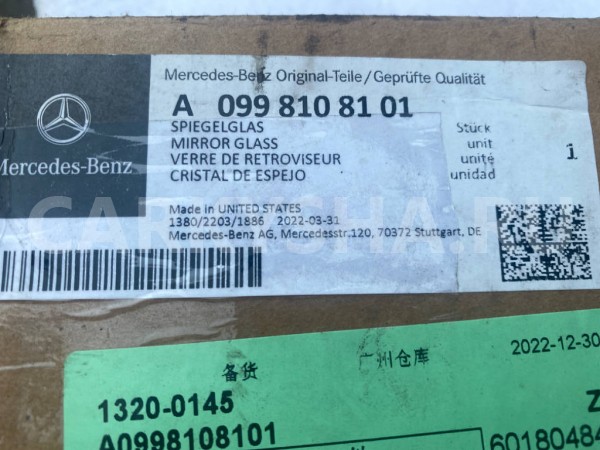 Mercedes-Benz Original-Teile/Geprüfte Qualität
A 099 810 81 01
SPIEGELGLAS
MIRROR GLASS
VERRE DE RETROVISEUR
CRISTAL DE ESPEJO
Stück
unit
unité
unidad
1
Mercedes-Benz
Made in UNITED STATES
1380/2203/1886 2022-03-31
Mercedes-Benz AG, Mercedesstr.120, 70372 Stuttgart, DE
备货
广州仓库
2022-12-30
1320-0145
Z
A0998108101
60180484